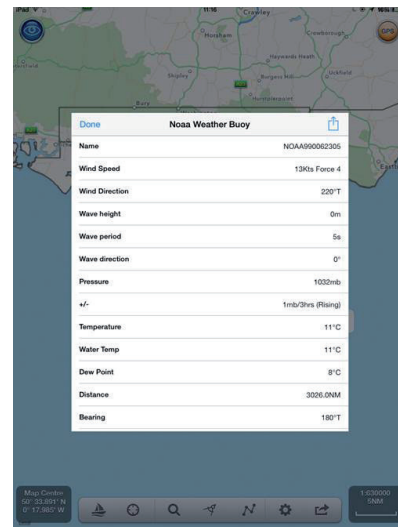 iPad
11:16
Crawley
GPS
Horsham
Crowborough
Haywards Heath
Shipley
Burgess Hill
Uckfield
Hurstpierpoint
Bury
Done Noaa Weather Buoy
Name NOAA990062305
Wind Speed 13Kts Force 4
Wind Direction 220°T
Wave height 0m
Wave period 5s
Wave direction 0°
Pressure 1032mb
+/- 1mb/3hrs (Rising)
Temperature 11°C
Water Temp 11°C
Dew Point 8°C
Distance 3026.0NM
Bearing 180°T
Map Centre
50° 33.891' N
0° 17.985' W
1:630000
5NM